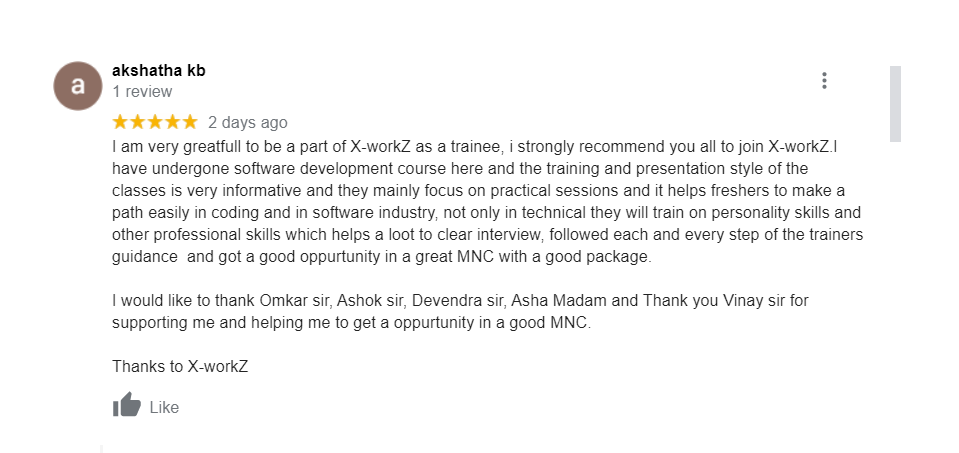 a
akshatha kb
1 review
2 days ago
I am very greatfull to be a part of X-workZ as a trainee, i strongly recommend you all to join X-workZ.I
have undergone software development course here and the training and presentation style of the
classes is very informative and they mainly focus on practical sessions and it helps freshers to make a
path easily in coding and in software industry, not only in technical they will train on personality skills and
other professional skills which helps a loot to clear interview, followed each and every step of the trainers
guidance  and got a good oppurtunity in a great MNC with a good package.
I would like to thank Omkar sir, Ashok sir, Devendra sir, Asha Madam and Thank you Vinay sir for
supporting me and helping me to get a oppurtunity in a good MNC.
Thanks to X-workZ
Like